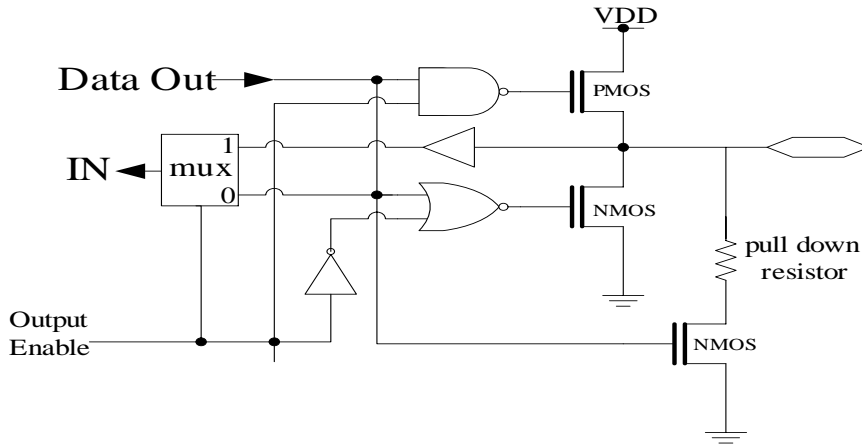 VDD
Data Out
PMOS
1
IN
mux
0
NMOS
pull down
resistor
Output
Enable
NMOS